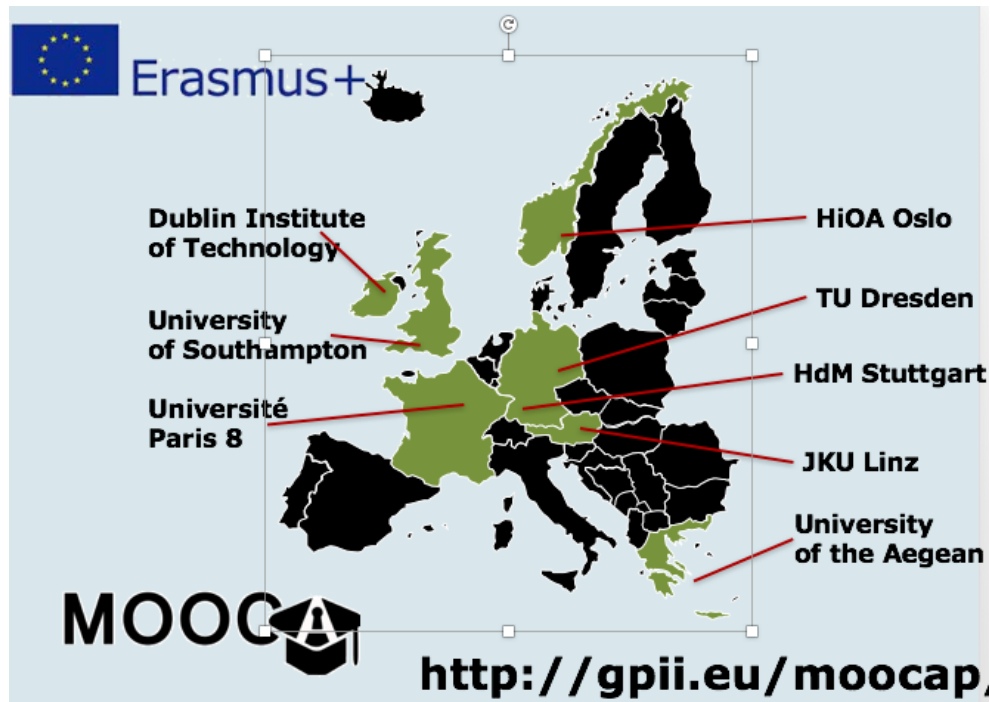 Erasmus+
Dublin Institute
of Technology
University
of Southampton
Université
Paris 8
HiOA Oslo
TU Dresden
HdM Stuttgart
JKU Linz
University
of the Aegean
MOOCA
http://gpii.eu/moocap/